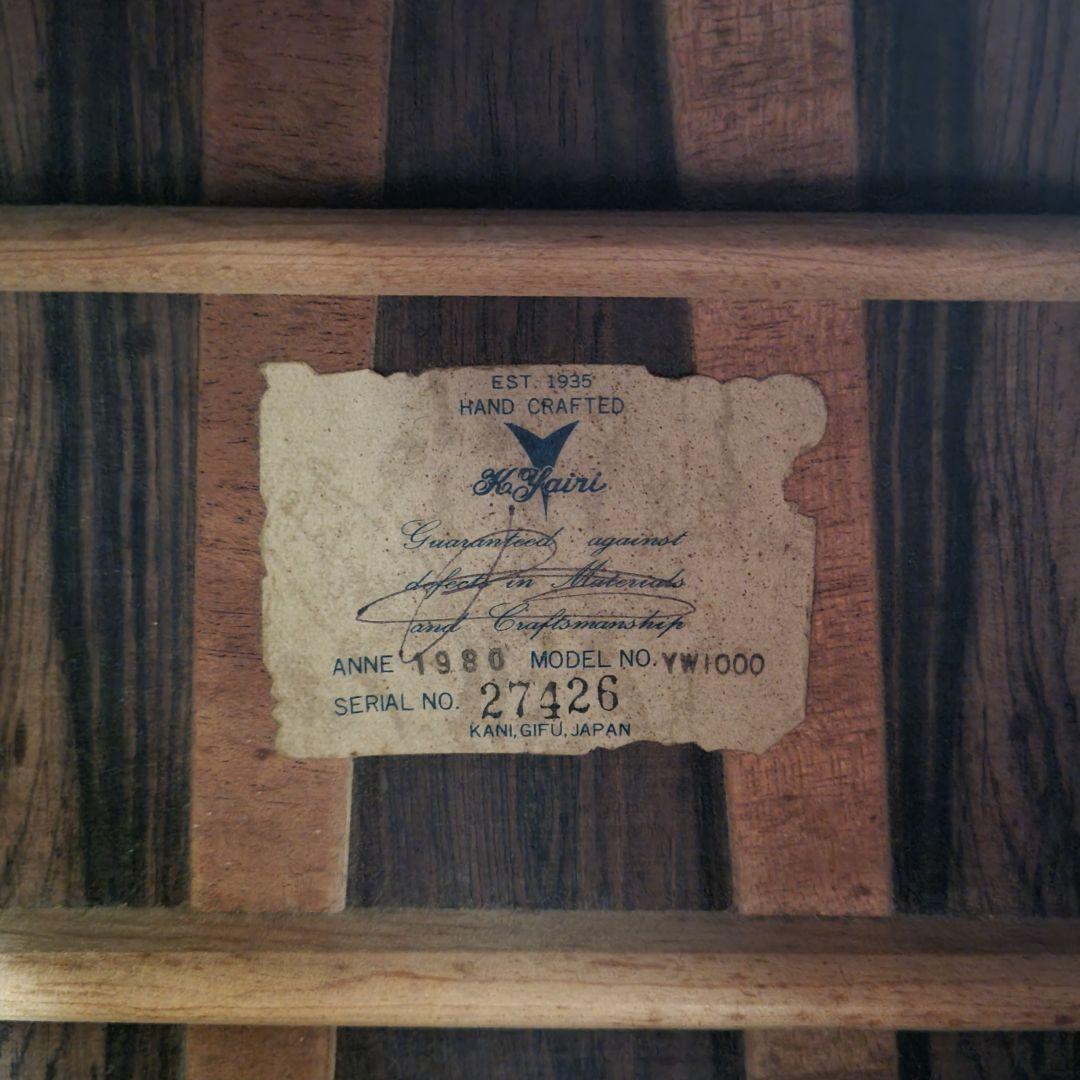 EST. 1935
HAND CRAFTED
K.Yairi
Guaranteed against
defects in Materials
and Craftsmanship
ANNE 1980 MODEL NO. YW1000
SERIAL NO. 27426
KANI, GIFU, JAPAN